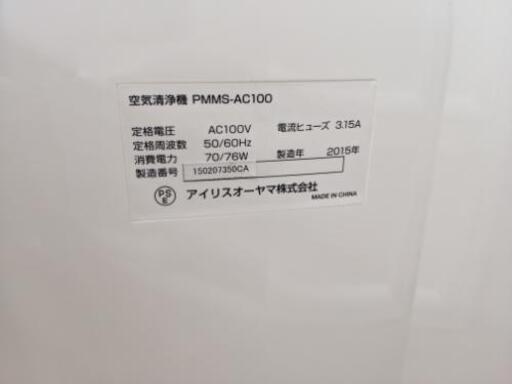 空気清浄機 PMMS-AC100
定格電圧 AC100V 電流ヒューズ 3.15A
定格周波数 50/60Hz
消費電力 70/76W 製造年 2015年
製造番号 150207350CA
PSE アイリスオーヤマ株式会社
MADE IN CHINA